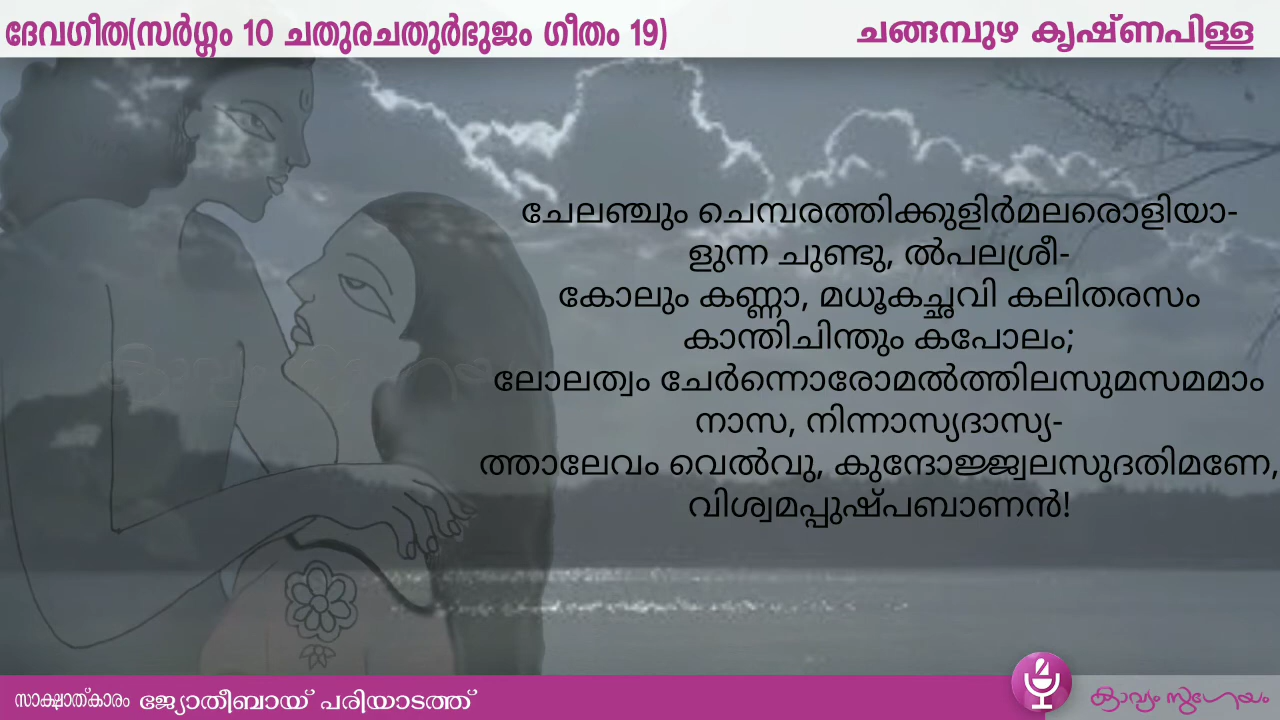 ദേവഗീത(സർഗ്ഗം 10 ചതുരചതുർഭുജം ഗീതം 19)
ചങ്ങമ്പുഴ കൃഷ്ണപിള്ള
ചേലഞ്ചും ചെമ്പരത്തിക്കുളിർമലരൊളിയാ-
ളുന്ന ചുണ്ടു, ൽപലശ്രീ-
കോലും കണ്ണാ, മധൂകച്ഛവി കലിതരസം
കാന്തിചിന്തും കപോലം;
ലോലത്വം ചേർന്നൊരോമൽത്തിലസുമസമമാം
നാസ, നിന്നാസ്യദാസ്യ-
ത്താലേവം വെൽവു, കുന്ദോജ്ജ്വലസുദതിമണേ,
വിശ്വമപ്പുഷ്പബാണൻ!
സാക്ഷാത്കാരം ജ്യോതീബായ് പരിയാടത്ത്
കാവ്യം സുഗേയം